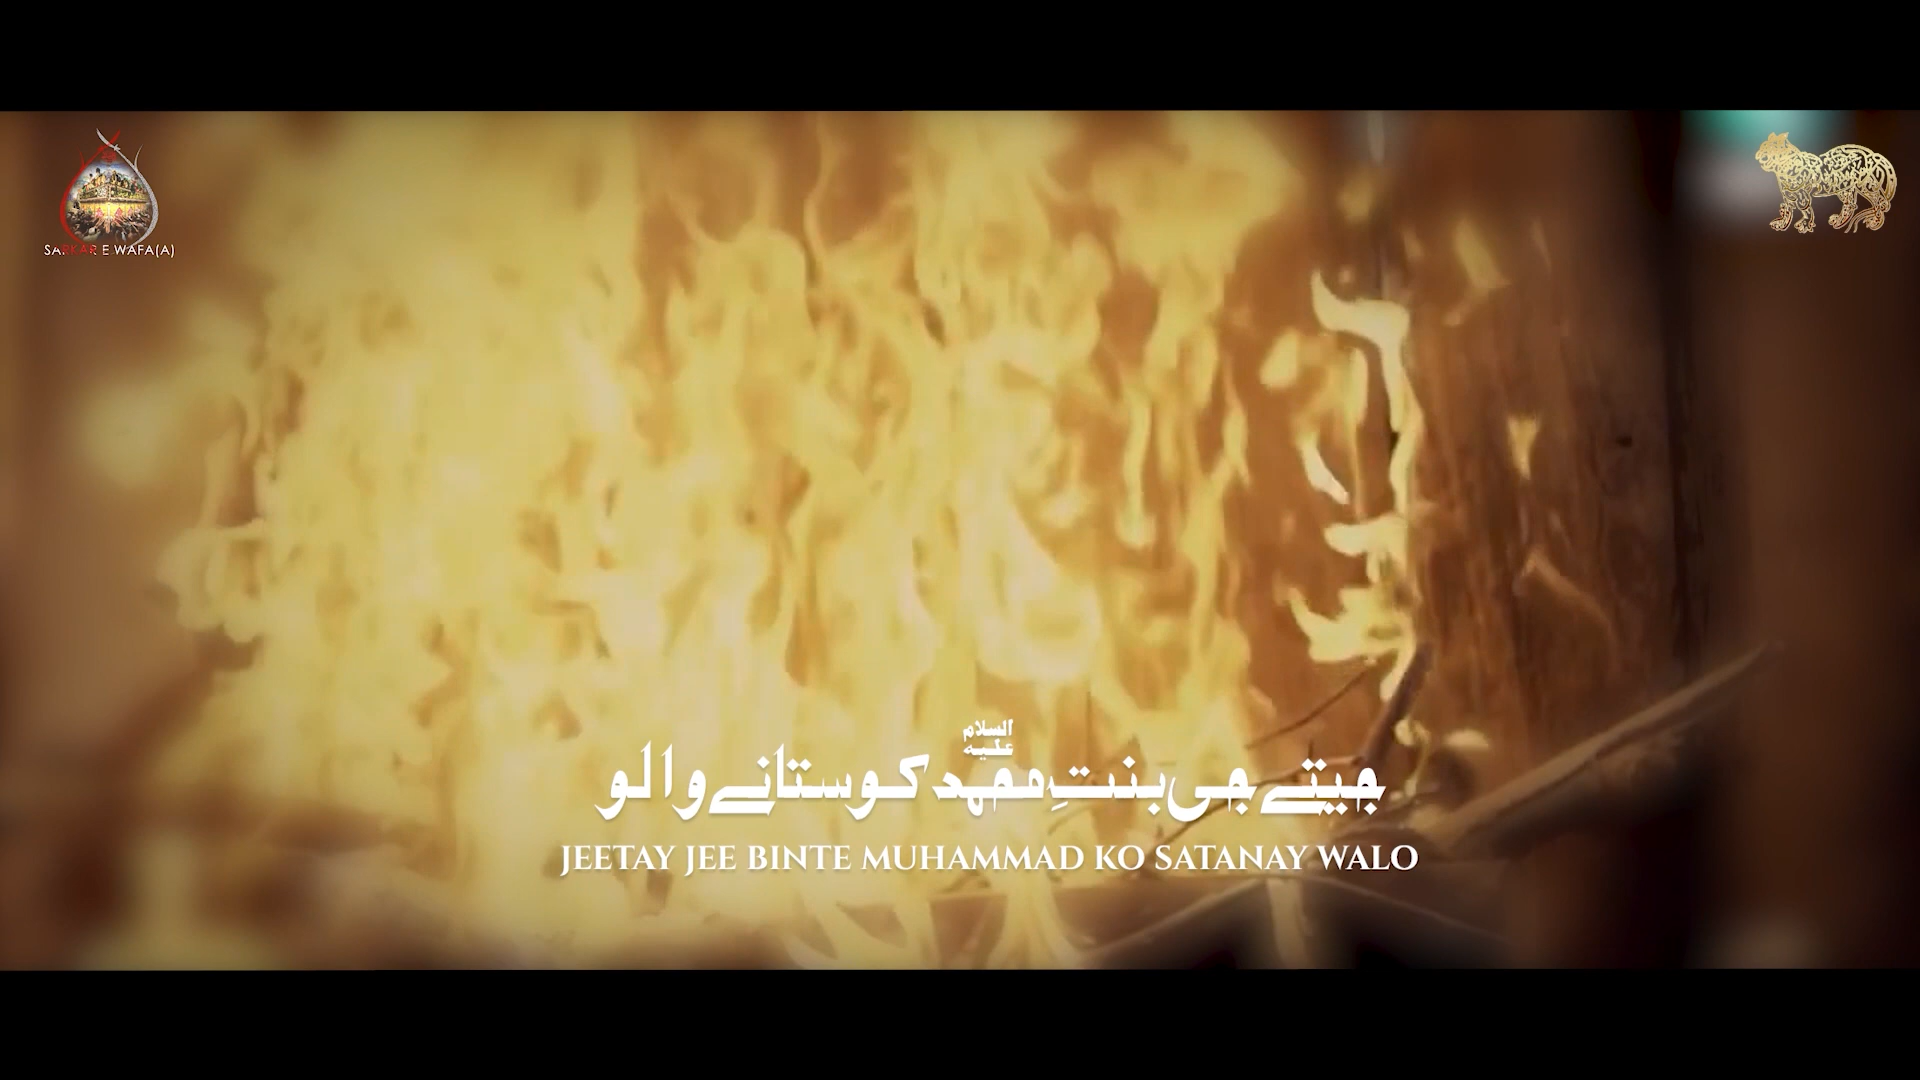 SARKAR E WAFA(A)
السلام
علیہ
جیتے جی بنتِ محمد کو ستانے والو
JEETAY JEE BINTE MUHAMMAD KO SATANAY WALO